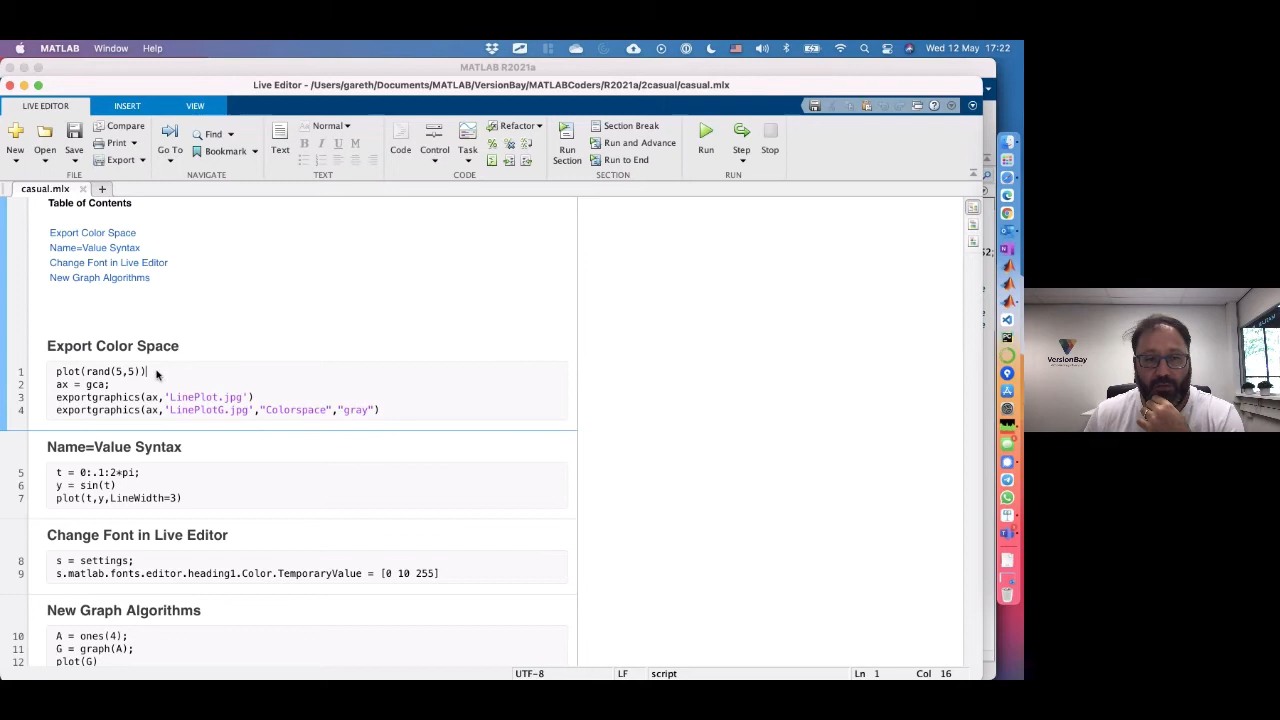 MATLAB Window Help Wed 12 May 17:22
MATLAB R2021a
Live Editor - /Users/gareth/Documents/MATLAB/VersionBay/MATLABCoders/R2021a/2casual/casual.mlx
LIVE EDITOR INSERT VIEW
New Open Save Compare Print Export
FILE
Go To Find Bookmark
NAVIGATE
Text Normal B I U M
TEXT
Code Control Task Refactor
CODE
Run Section Section Break Run and Advance Run to End
SECTION
Run Step Stop
RUN
casual.mlx
Table of Contents
Export Color Space
Name=Value Syntax
Change Font in Live Editor
New Graph Algorithms
Export Color Space
1 plot(rand(5,5))
2 ax = gca;
3 exportgraphics(ax,'LinePlot.jpg')
4 exportgraphics(ax,'LinePlotG.jpg',"Colorspace","gray")
Name=Value Syntax
5 t = 0:.1:2*pi;
6 y = sin(t)
7 plot(t,y,LineWidth=3)
Change Font in Live Editor
8 s = settings;
9 s.matlab.fonts.editor.heading1.Color.TemporaryValue = [0 10 255]
New Graph Algorithms
10 A = ones(4);
11 G = graph(A);
12 plot(G)
UTF-8 LF script Ln 1 Col 16
VersionBay